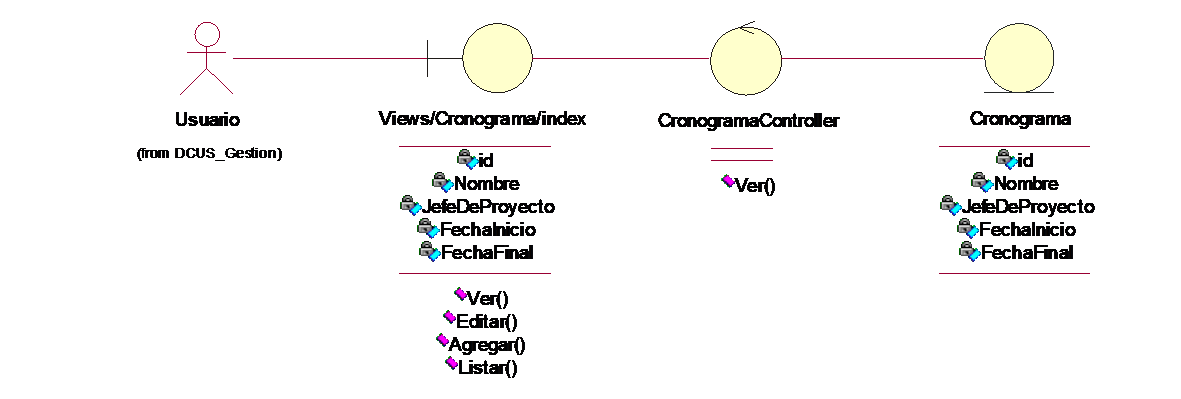 Usuario
(from DCUS_Gestion)
Views/Cronograma/index
id
Nombre
JefeDeProyecto
FechaInicio
FechaFinal
Ver()
Editar()
Agregar()
Listar()
CronogramaController
Ver()
Cronograma
id
Nombre
JefeDeProyecto
FechaInicio
FechaFinal